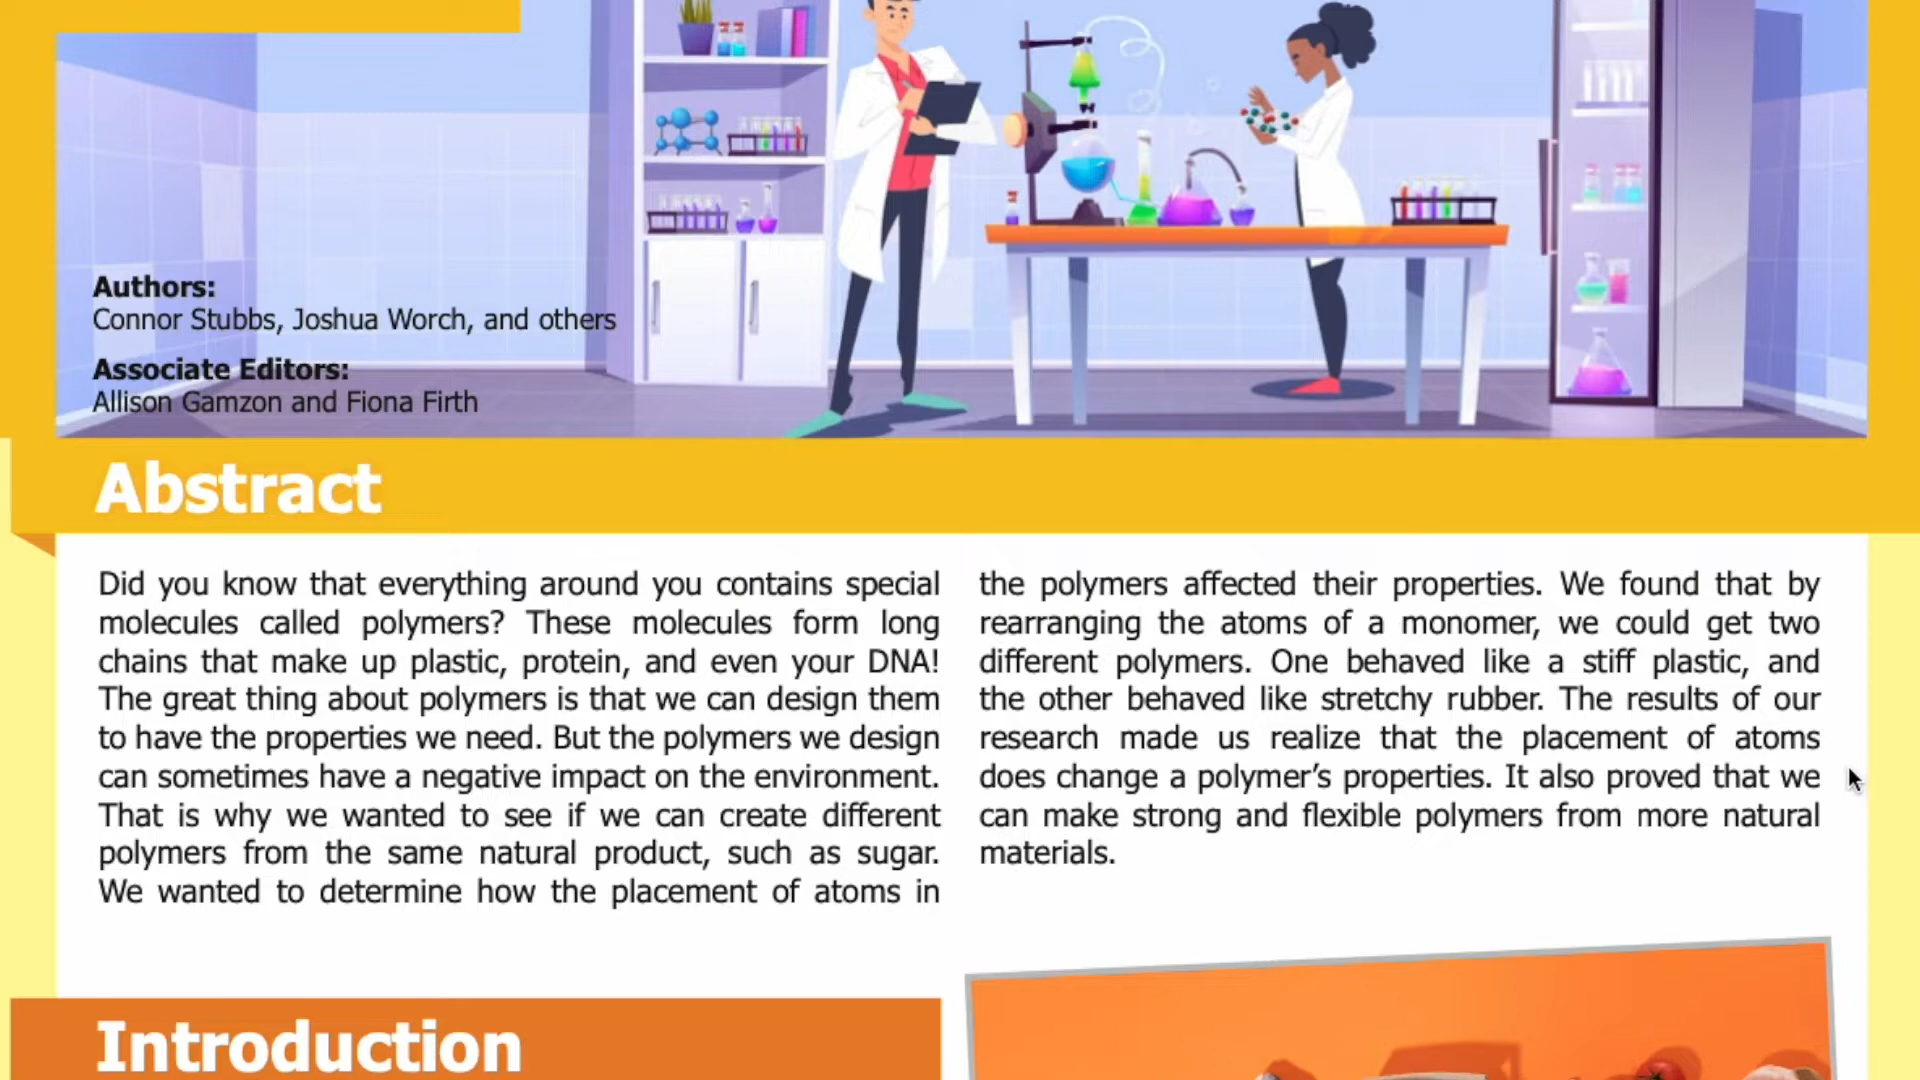 Authors:
Connor Stubbs, Joshua Worch, and others
Associate Editors:
Allison Gamzon and Fiona Firth
Abstract
Did you know that everything around you contains special
molecules called polymers? These molecules form long
chains that make up plastic, protein, and even your DNA!
The great thing about polymers is that we can design them
to have the properties we need. But the polymers we design
can sometimes have a negative impact on the environment.
That is why we wanted to see if we can create different
polymers from the same natural product, such as sugar.
We wanted to determine how the placement of atoms in
the polymers affected their properties. We found that by
rearranging the atoms of a monomer, we could get two
different polymers. One behaved like a stiff plastic, and
the other behaved like stretchy rubber. The results of our
research made us realize that the placement of atoms
does change a polymer’s properties. It also proved that we
can make strong and flexible polymers from more natural
materials.
Introduction